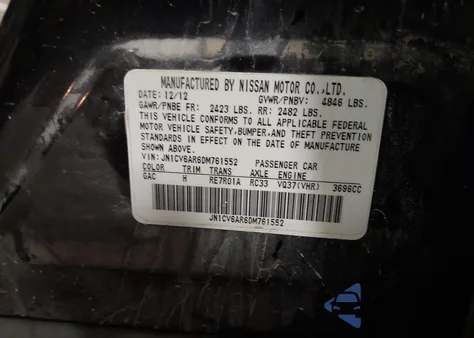 MANUFACTURED BY NISSAN MOTOR CO.,LTD.
DATE: 12/12 GVWR/PNBV: 4846 LBS.
GAWR/PNBE FR: 2423 LBS. RR: 2482 LBS.
THIS VEHICLE CONFORMS TO ALL APPLICABLE FEDERAL
MOTOR VEHICLE SAFETY,BUMPER,AND THEFT PREVENTION
STANDARDS IN EFFECT ON THE DATE OF MANUFACTURE
SHOWN ABOVE.
VIN: JN1CV6AR6DM761552 PASSENGER CAR
COLOR TRIM TRANS AXLE ENGINE
GAC H RE7R01A RC33 VQ37(VHR) 3696CC
JN1CV6AR6DM761552